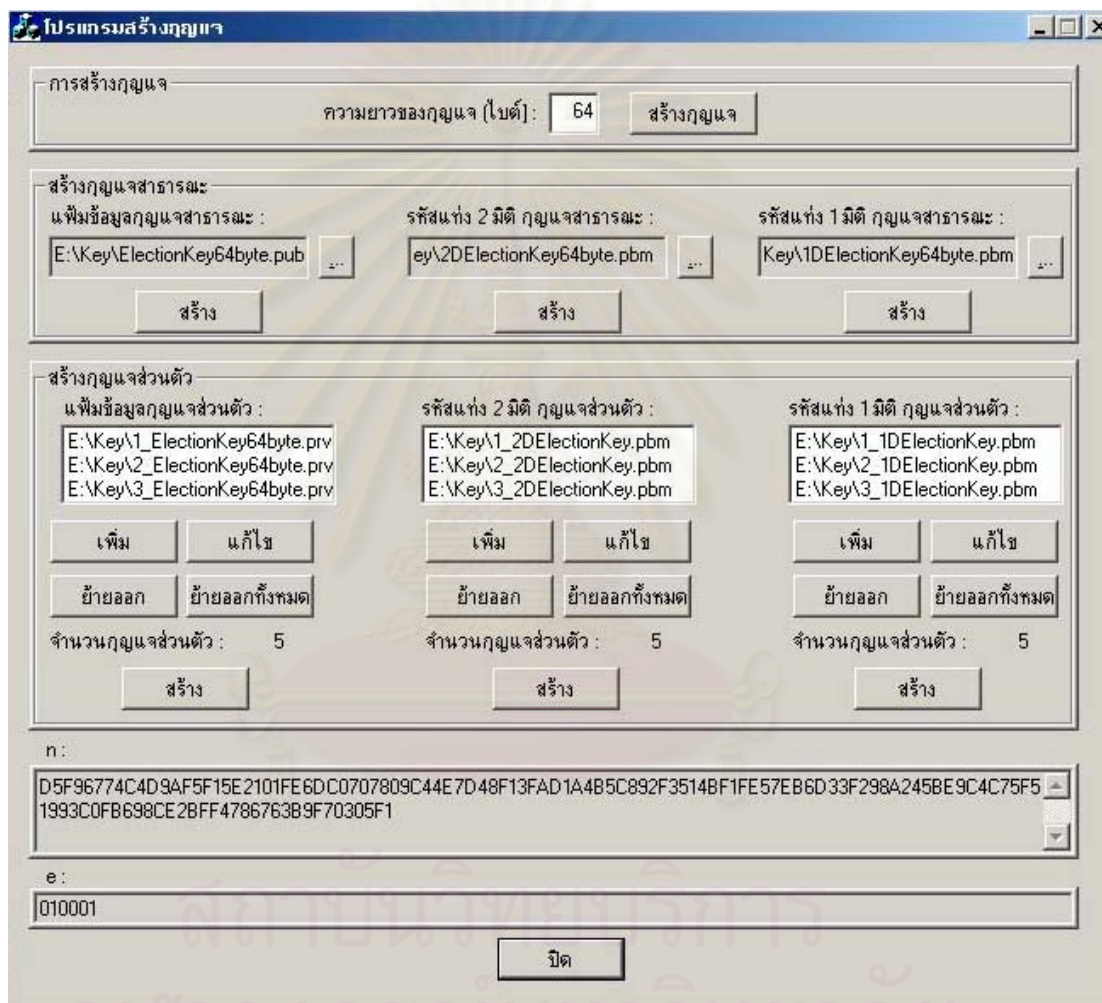 โปรแกรมสร้างกุญแจ
การสร้างกุญแจ
ความยาวของกุญแจ (ไบต์) : 64 สร้างกุญแจ
สร้างกุญแจสาธารณะ
แฟ้มข้อมูลกุญแจสาธารณะ : รหัสแท่ง 2 มิติ กุญแจสาธารณะ : รหัสแท่ง 1 มิติ กุญแจสาธารณะ :
E:\Key\ElectionKey64byte.pub ... ey\2DElectionKey64byte.pbm ... Key\1DElectionKey64byte.pbm ...
สร้าง สร้าง สร้าง
สร้างกุญแจส่วนตัว
แฟ้มข้อมูลกุญแจส่วนตัว : รหัสแท่ง 2 มิติ กุญแจส่วนตัว : รหัสแท่ง 1 มิติ กุญแจส่วนตัว :
E:\Key\1_ElectionKey64byte.prv E:\Key\1_2DElectionKey.pbm E:\Key\1_1DElectionKey.pbm
E:\Key\2_ElectionKey64byte.prv E:\Key\2_2DElectionKey.pbm E:\Key\2_1DElectionKey.pbm
E:\Key\3_ElectionKey64byte.prv E:\Key\3_2DElectionKey.pbm E:\Key\3_1DElectionKey.pbm
เพิ่ม แก้ไข เพิ่ม แก้ไข เพิ่ม แก้ไข
ย้ายออก ย้ายออกทั้งหมด ย้ายออก ย้ายออกทั้งหมด ย้ายออก ย้ายออกทั้งหมด
จำนวนกุญแจส่วนตัว : 5 จำนวนกุญแจส่วนตัว : 5 จำนวนกุญแจส่วนตัว : 5
สร้าง สร้าง สร้าง
n :
D5F96774C4D9AF5F15E2101FE6DC0707809C44E7D48F13FAD1A4B5C892F3514BF1FE57EB6D33F298A245BE9C4C75F5
1993C0FB698CE2BFF4786763B9F70305F1
e :
010001
สถาบันวิทยบริการ
ปิด